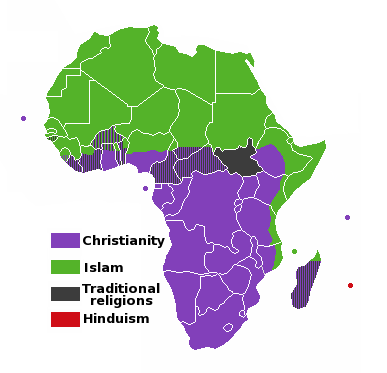 Christianity
Islam
Traditional
religions
Hinduism